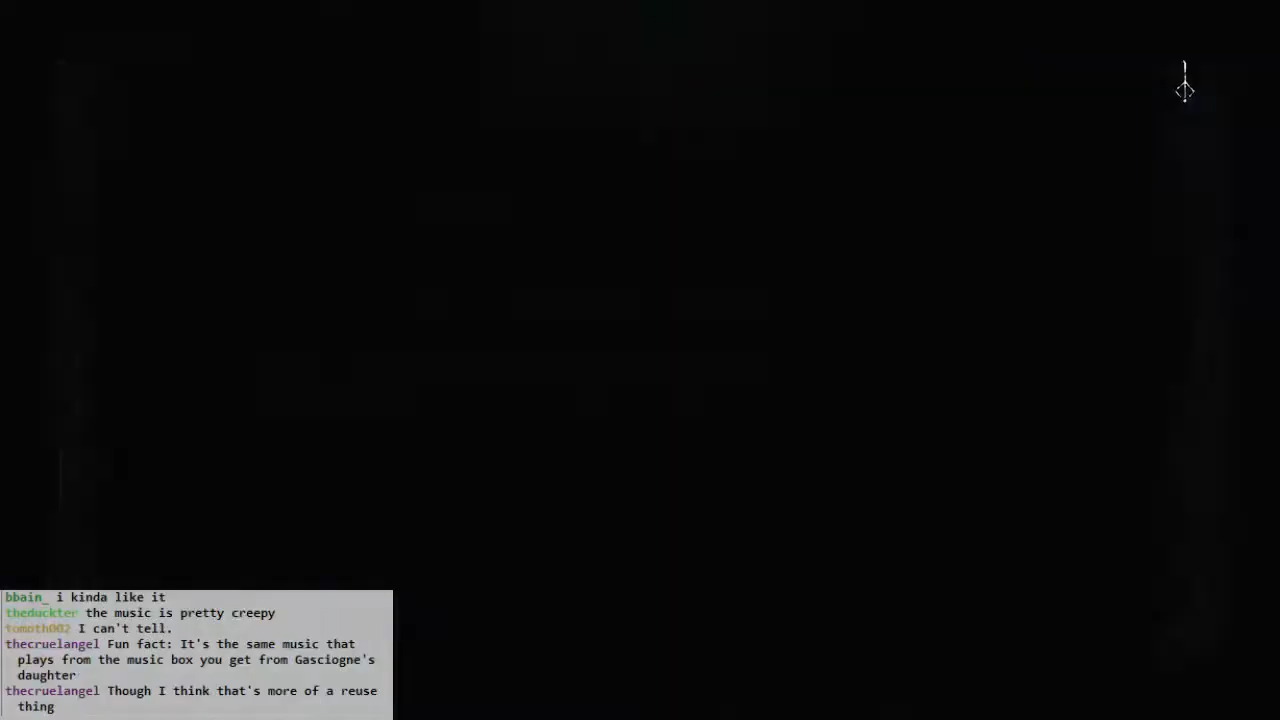 bbain_ i kinda like it
theduckter the music is pretty creepy
tomoth002 I can't tell.
thecruelangel Fun fact: It's the same music that
plays from the music box you get from Gasciogne's
daughter
thecruelangel Though I think that's more of a reuse
thing